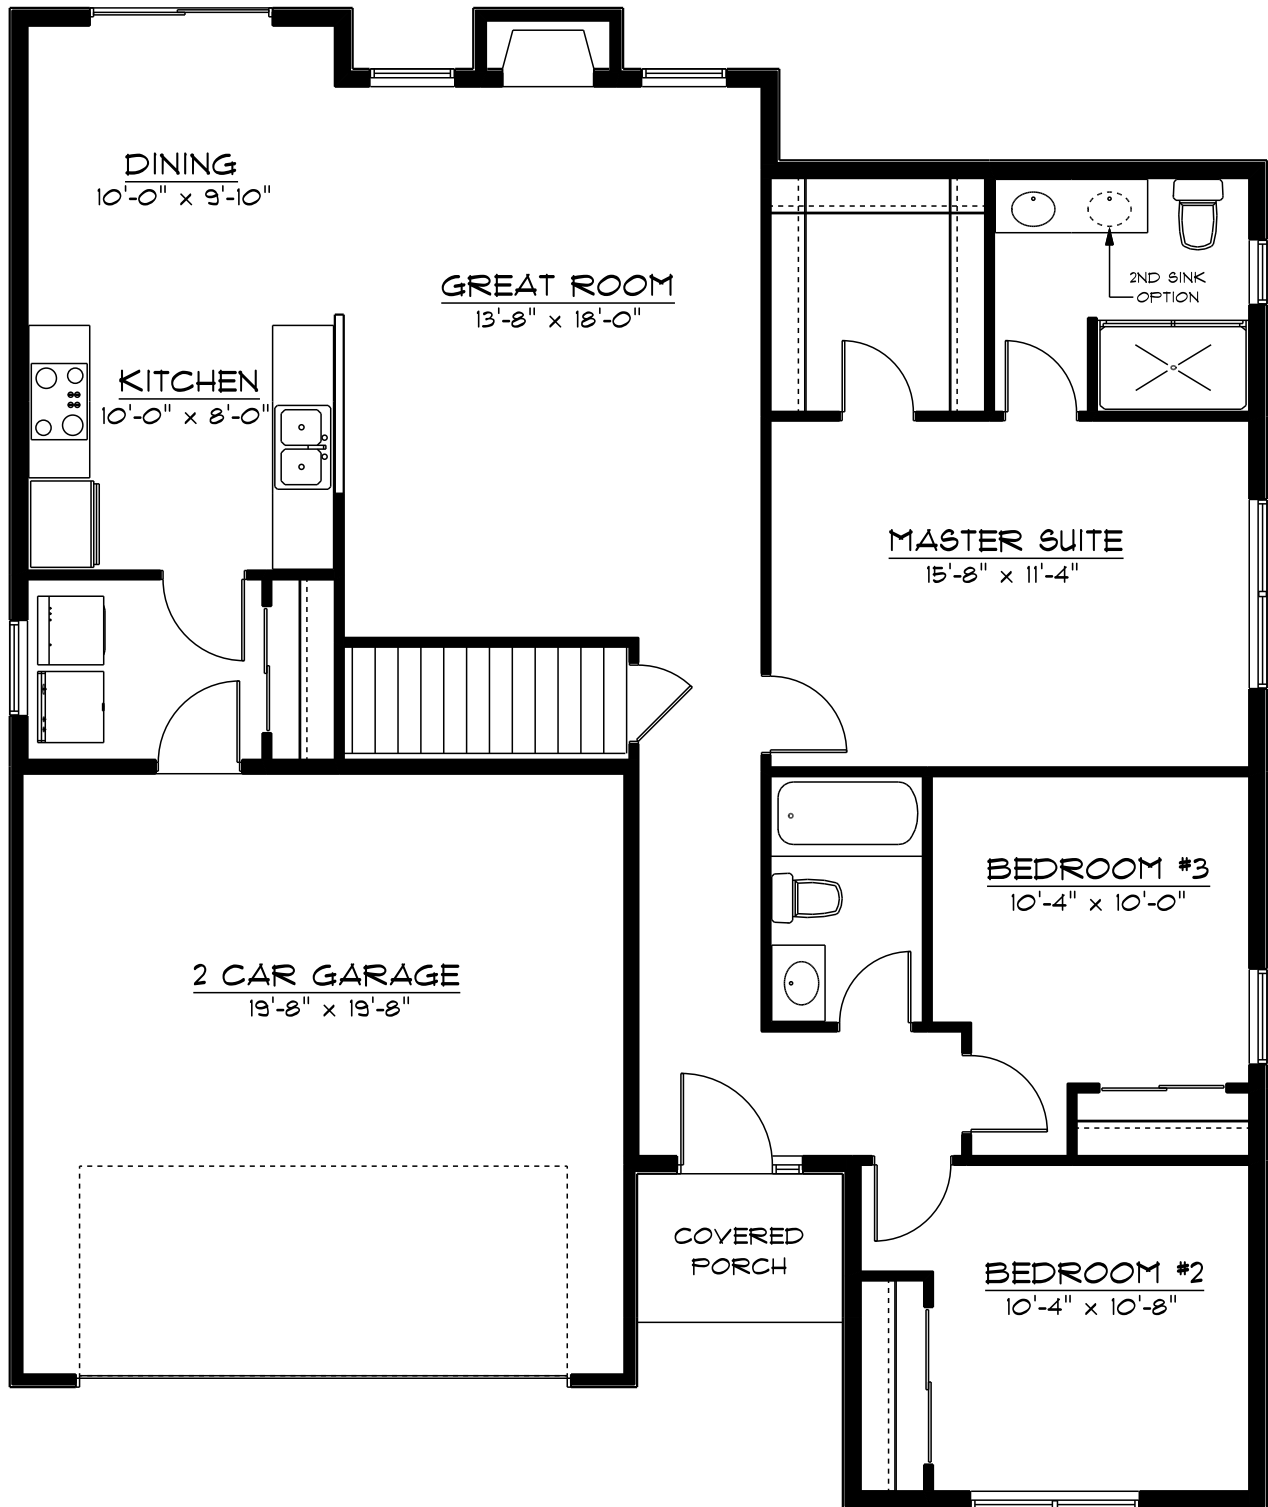 DINING
10'-0" x 9'-10"
GREAT ROOM
13'-8" x 18'-0"
2ND SINK
OPTION
KITCHEN
10'-0" x 8'-0"
MASTER SUITE
15'-8" x 11'-4"
BEDROOM #3
10'-4" x 10'-0"
2 CAR GARAGE
19'-8" x 19'-8"
COVERED
PORCH
BEDROOM #2
10'-4" x 10'-8"